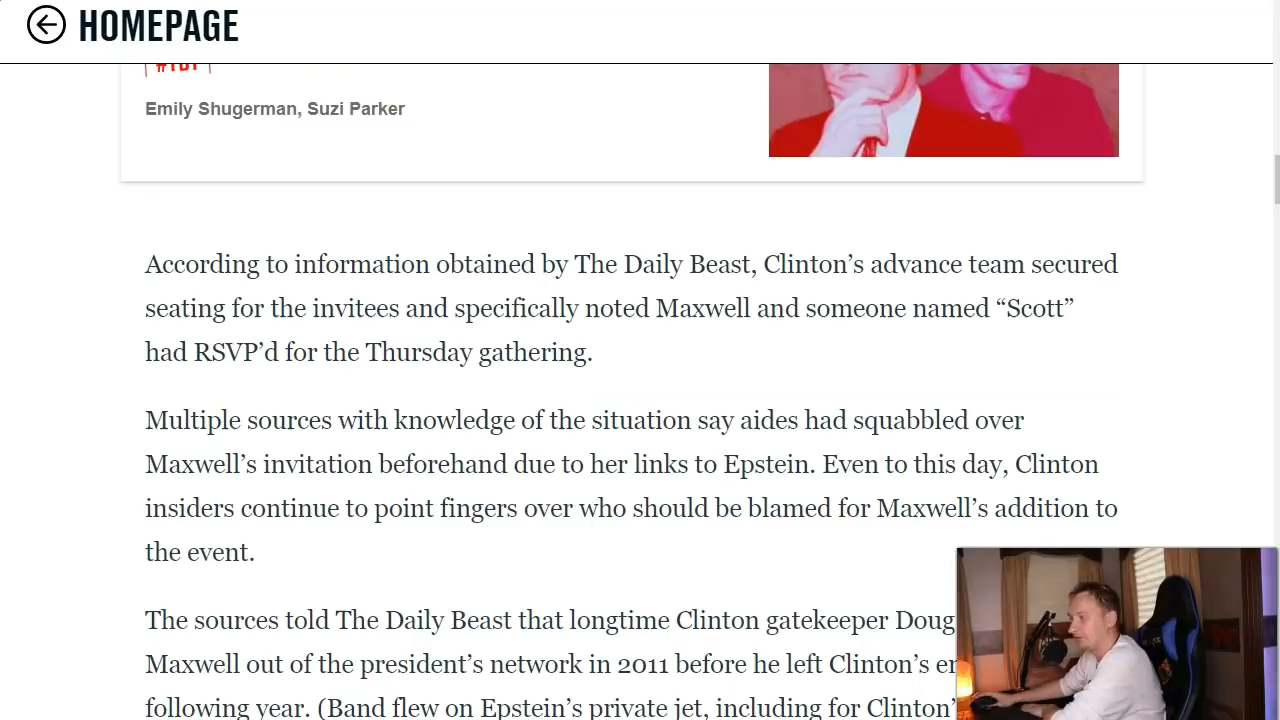 HOMEPAGE
#TBT
Emily Shugerman, Suzi Parker
According to information obtained by The Daily Beast, Clinton’s advance team secured
seating for the invitees and specifically noted Maxwell and someone named “Scott”
had RSVP’d for the Thursday gathering.
Multiple sources with knowledge of the situation say aides had squabbled over
Maxwell’s invitation beforehand due to her links to Epstein. Even to this day, Clinton
insiders continue to point fingers over who should be blamed for Maxwell’s addition to
the event.
The sources told The Daily Beast that longtime Clinton gatekeeper Doug
Maxwell out of the president’s network in 2011 before he left Clinton’s
following year. (Band flew on Epstein’s private jet, including for Clinton’